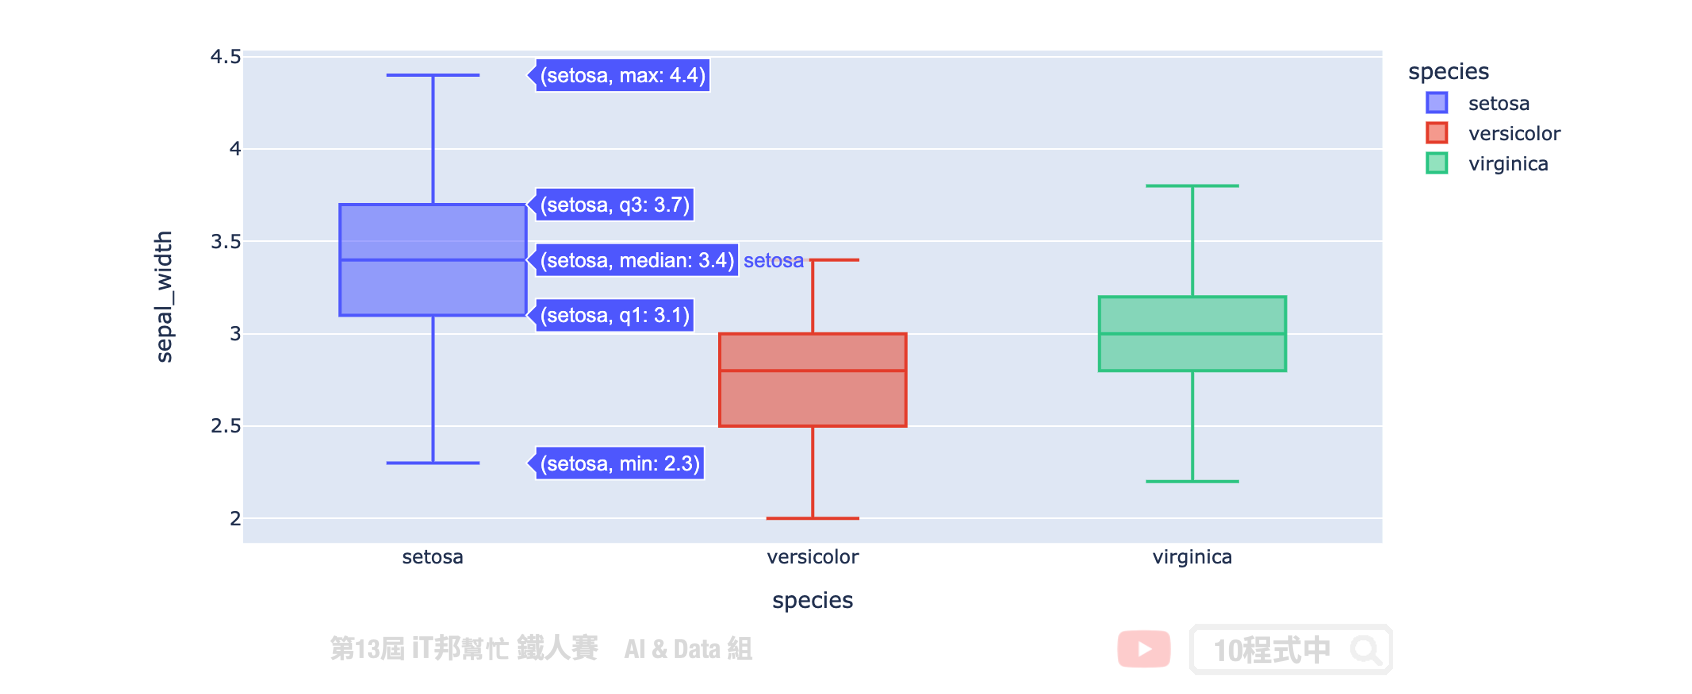 4.5
4
3.5
3
2.5
2
sepal_width
(setosa, max: 4.4)
(setosa, q3: 3.7)
(setosa, median: 3.4) setosa
(setosa, q1: 3.1)
(setosa, min: 2.3)
setosa
versicolor
virginica
species
species
setosa
versicolor
virginica
第13屆 iT邦幫忙 鐵人賽 AI & Data 組
10程式中